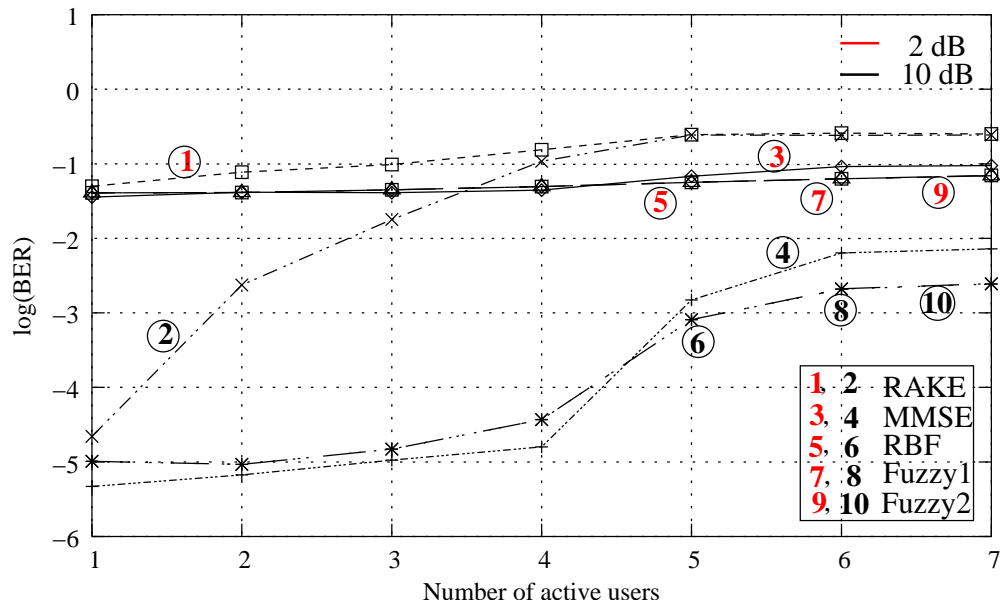 1
0
−1
−2
−3
−4
−5
−6
log(BER)
2 dB
10 dB
1
2
3
4
5
7
9
6
8
10
1, 2 RAKE
3, 4 MMSE
5, 6 RBF
7, 8 Fuzzy1
9, 10 Fuzzy2
1 2 3 4 5 6 7
Number of active users